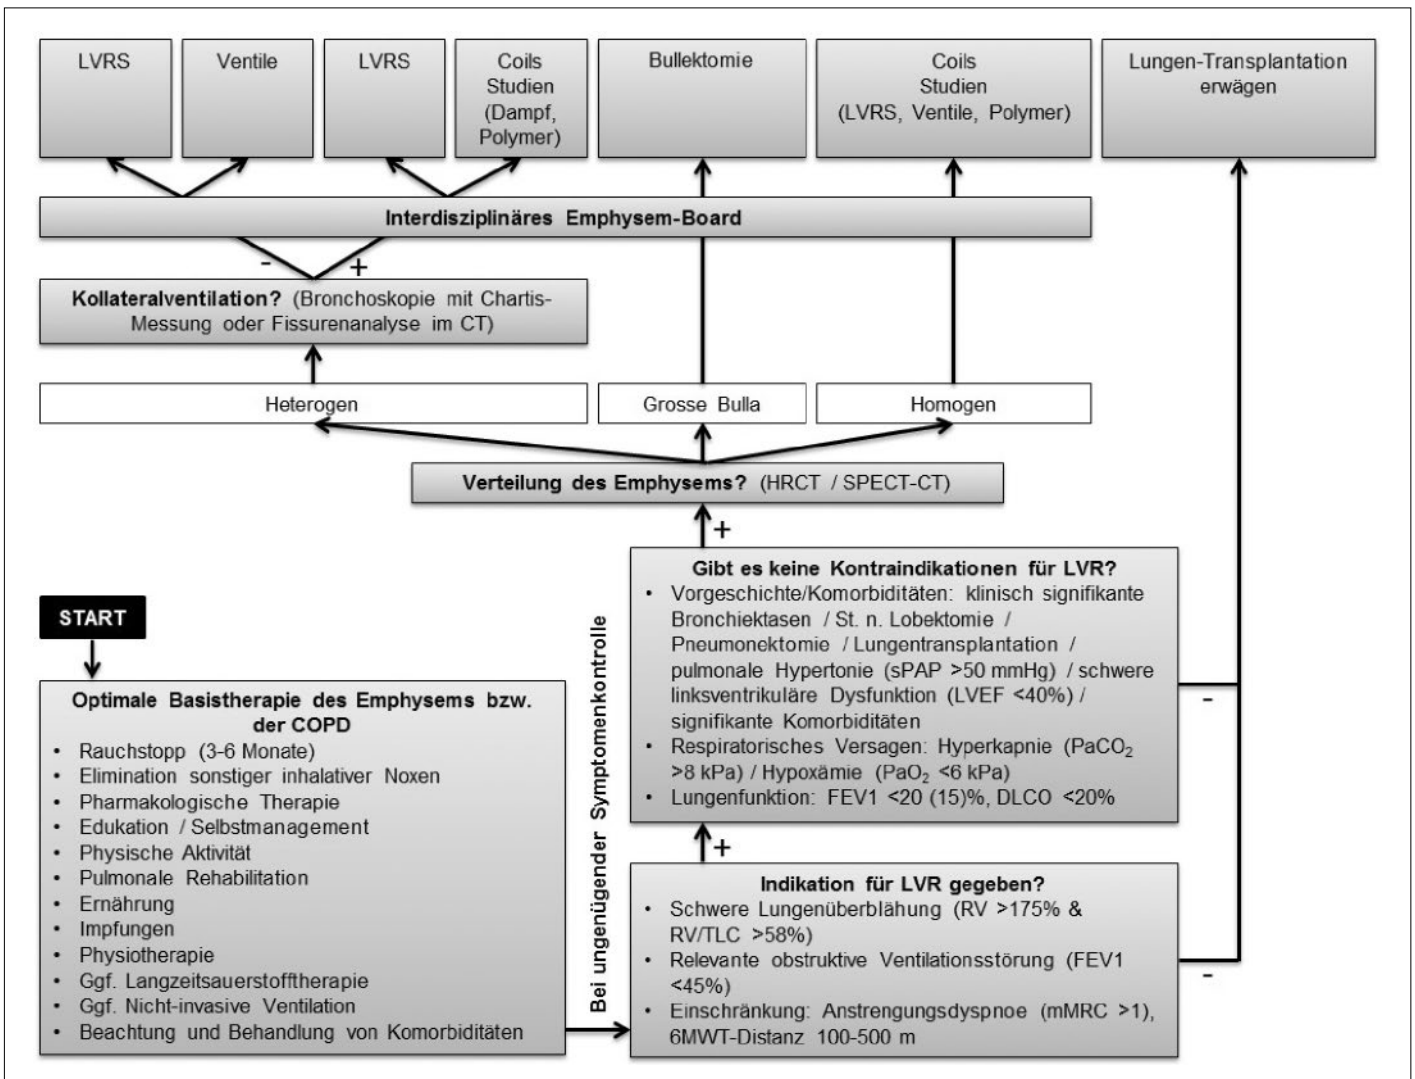 LVRS
Ventile
LVRS
Coils
Studien
(Dampf,
Polymer)
Bullektomie
Coils
Studien
(LVRS, Ventile, Polymer)
Lungen-Transplantation
erwägen
Interdisziplinäres Emphysem-Board
-
+
Kollateralventilation? (Bronchoskopie mit Chartis-
Messung oder Fissurenanalyse im CT)
Heterogen
Grosse Bulla
Homogen
Verteilung des Emphysems? (HRCT / SPECT-CT)
+
Gibt es keine Kontraindikationen für LVR?
• Vorgeschichte/Komorbiditäten: klinisch signifikante
Bronchiektasen / St. n. Lobektomie /
Pneumonektomie / Lungentransplantation /
pulmonale Hypertonie (sPAP >50 mmHg) / schwere
linksventrikuläre Dysfunktion (LVEF <40%) /
signifikante Komorbiditäten
• Respiratorisches Versagen: Hyperkapnie (PaCO₂
>8 kPa) / Hypoxämie (PaO₂ <6 kPa)
• Lungenfunktion: FEV1 <20 (15)%, DLCO <20%
-
START
Optimale Basistherapie des Emphysems bzw.
der COPD
• Rauchstopp (3-6 Monate)
• Elimination sonstiger inhalativer Noxen
• Pharmakologische Therapie
• Edukation / Selbstmanagement
• Physische Aktivität
• Pulmonale Rehabilitation
• Ernährung
• Impfungen
• Physiotherapie
• Ggf. Langzeitsauerstofftherapie
• Ggf. Nicht-invasive Ventilation
• Beachtung und Behandlung von Komorbiditäten
Bei ungenügender Symptomenkontrolle
+
Indikation für LVR gegeben?
• Schwere Lungenüberblähung (RV >175% &
RV/TLC >58%)
• Relevante obstruktive Ventilationsstörung (FEV1
<45%)
• Einschränkung: Anstrengungsdyspnoe (mMRC >1),
6MWT-Distanz 100-500 m
-